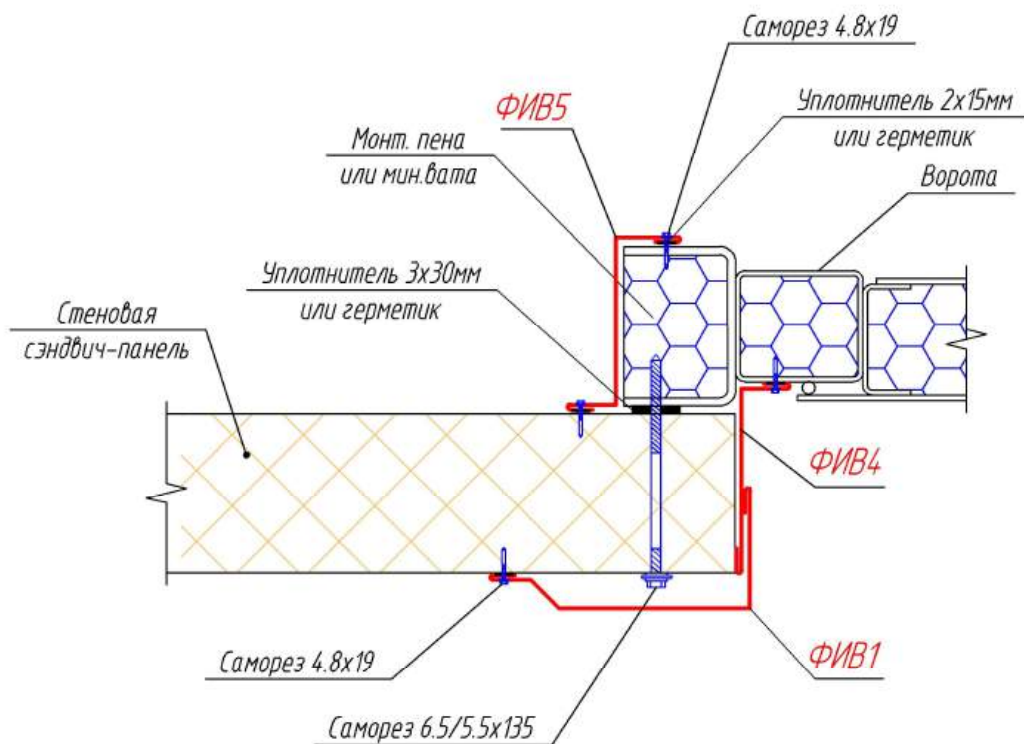 Саморез 4.8х19
ФИВ5
Уплотнитель 2х15мм
или герметик
Монт. пена
или мин.вата
Ворота
Уплотнитель 3х30мм
или герметик
Стеновая
сэндвич-панель
ФИВ4
ФИВ1
Саморез 4.8х19
Саморез 6.5/5.5х135